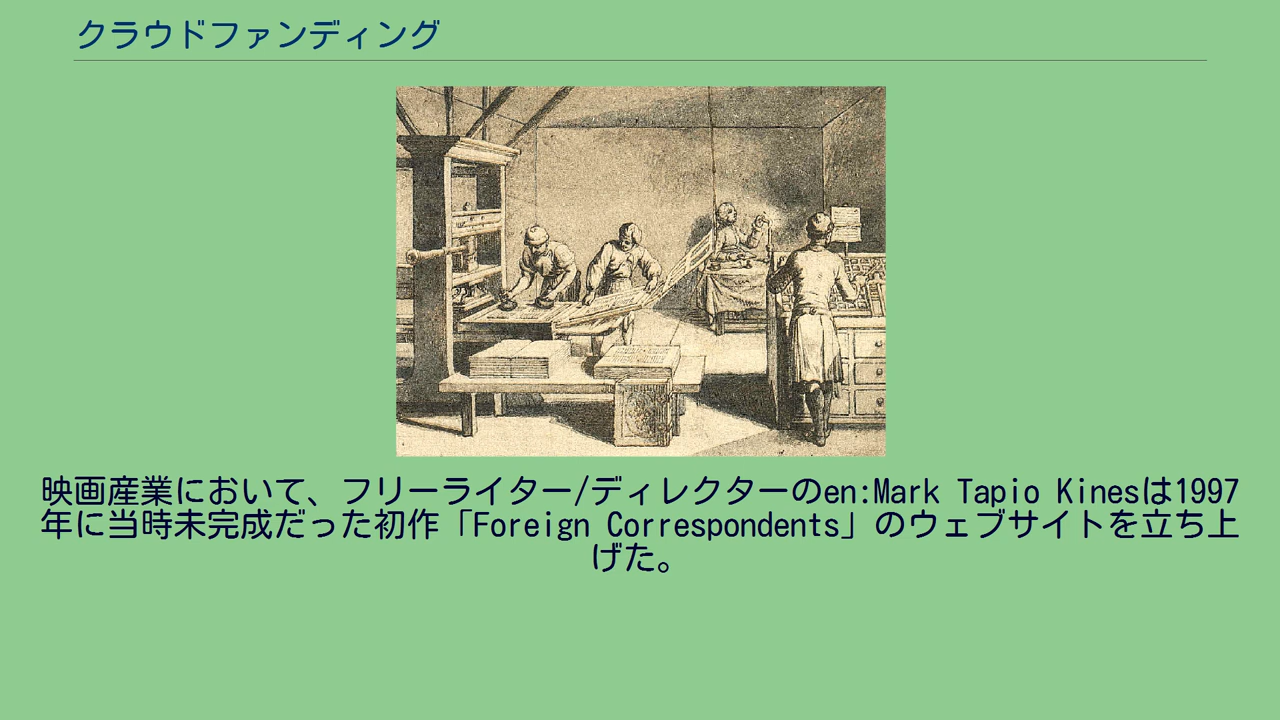 クラウドファンディング
映画産業において、フリーライター/ディレクターのen:Mark Tapio Kinesは1997
年に当時未完成だった初作「Foreign Correspondents」のウェブサイトを立ち上
げた。